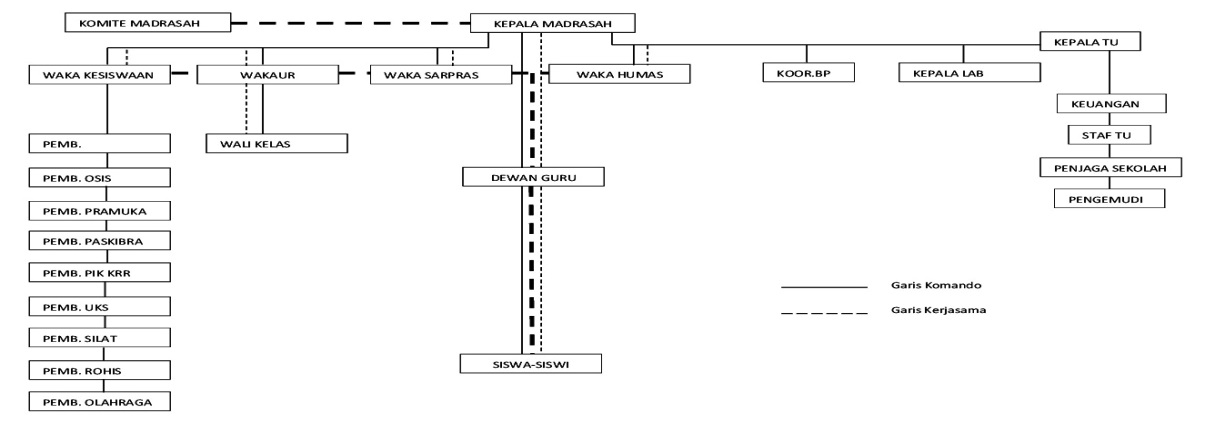 KOMITE MADRASAH
KEPALA MADRASAH
KEPALA TU
WAKA KESISWAAN
WAKAUR
WAKA SARPRAS
WAKA HUMAS
KOOR.BP
KEPALA LAB
KEUANGAN
STAF TU
PENJAGA SEKOLAH
PENGEMUDI
PEMB.
WALI KELAS
DEWAN GURU
PEMB. OSIS
PEMB. PRAMUKA
PEMB. PASKIBRA
PEMB. PIK KRR
PEMB. UKS
PEMB. SILAT
PEMB. ROHIS
PEMB. OLAHRAGA
SISWA-SISWI
Garis Komando
Garis Kerjasama